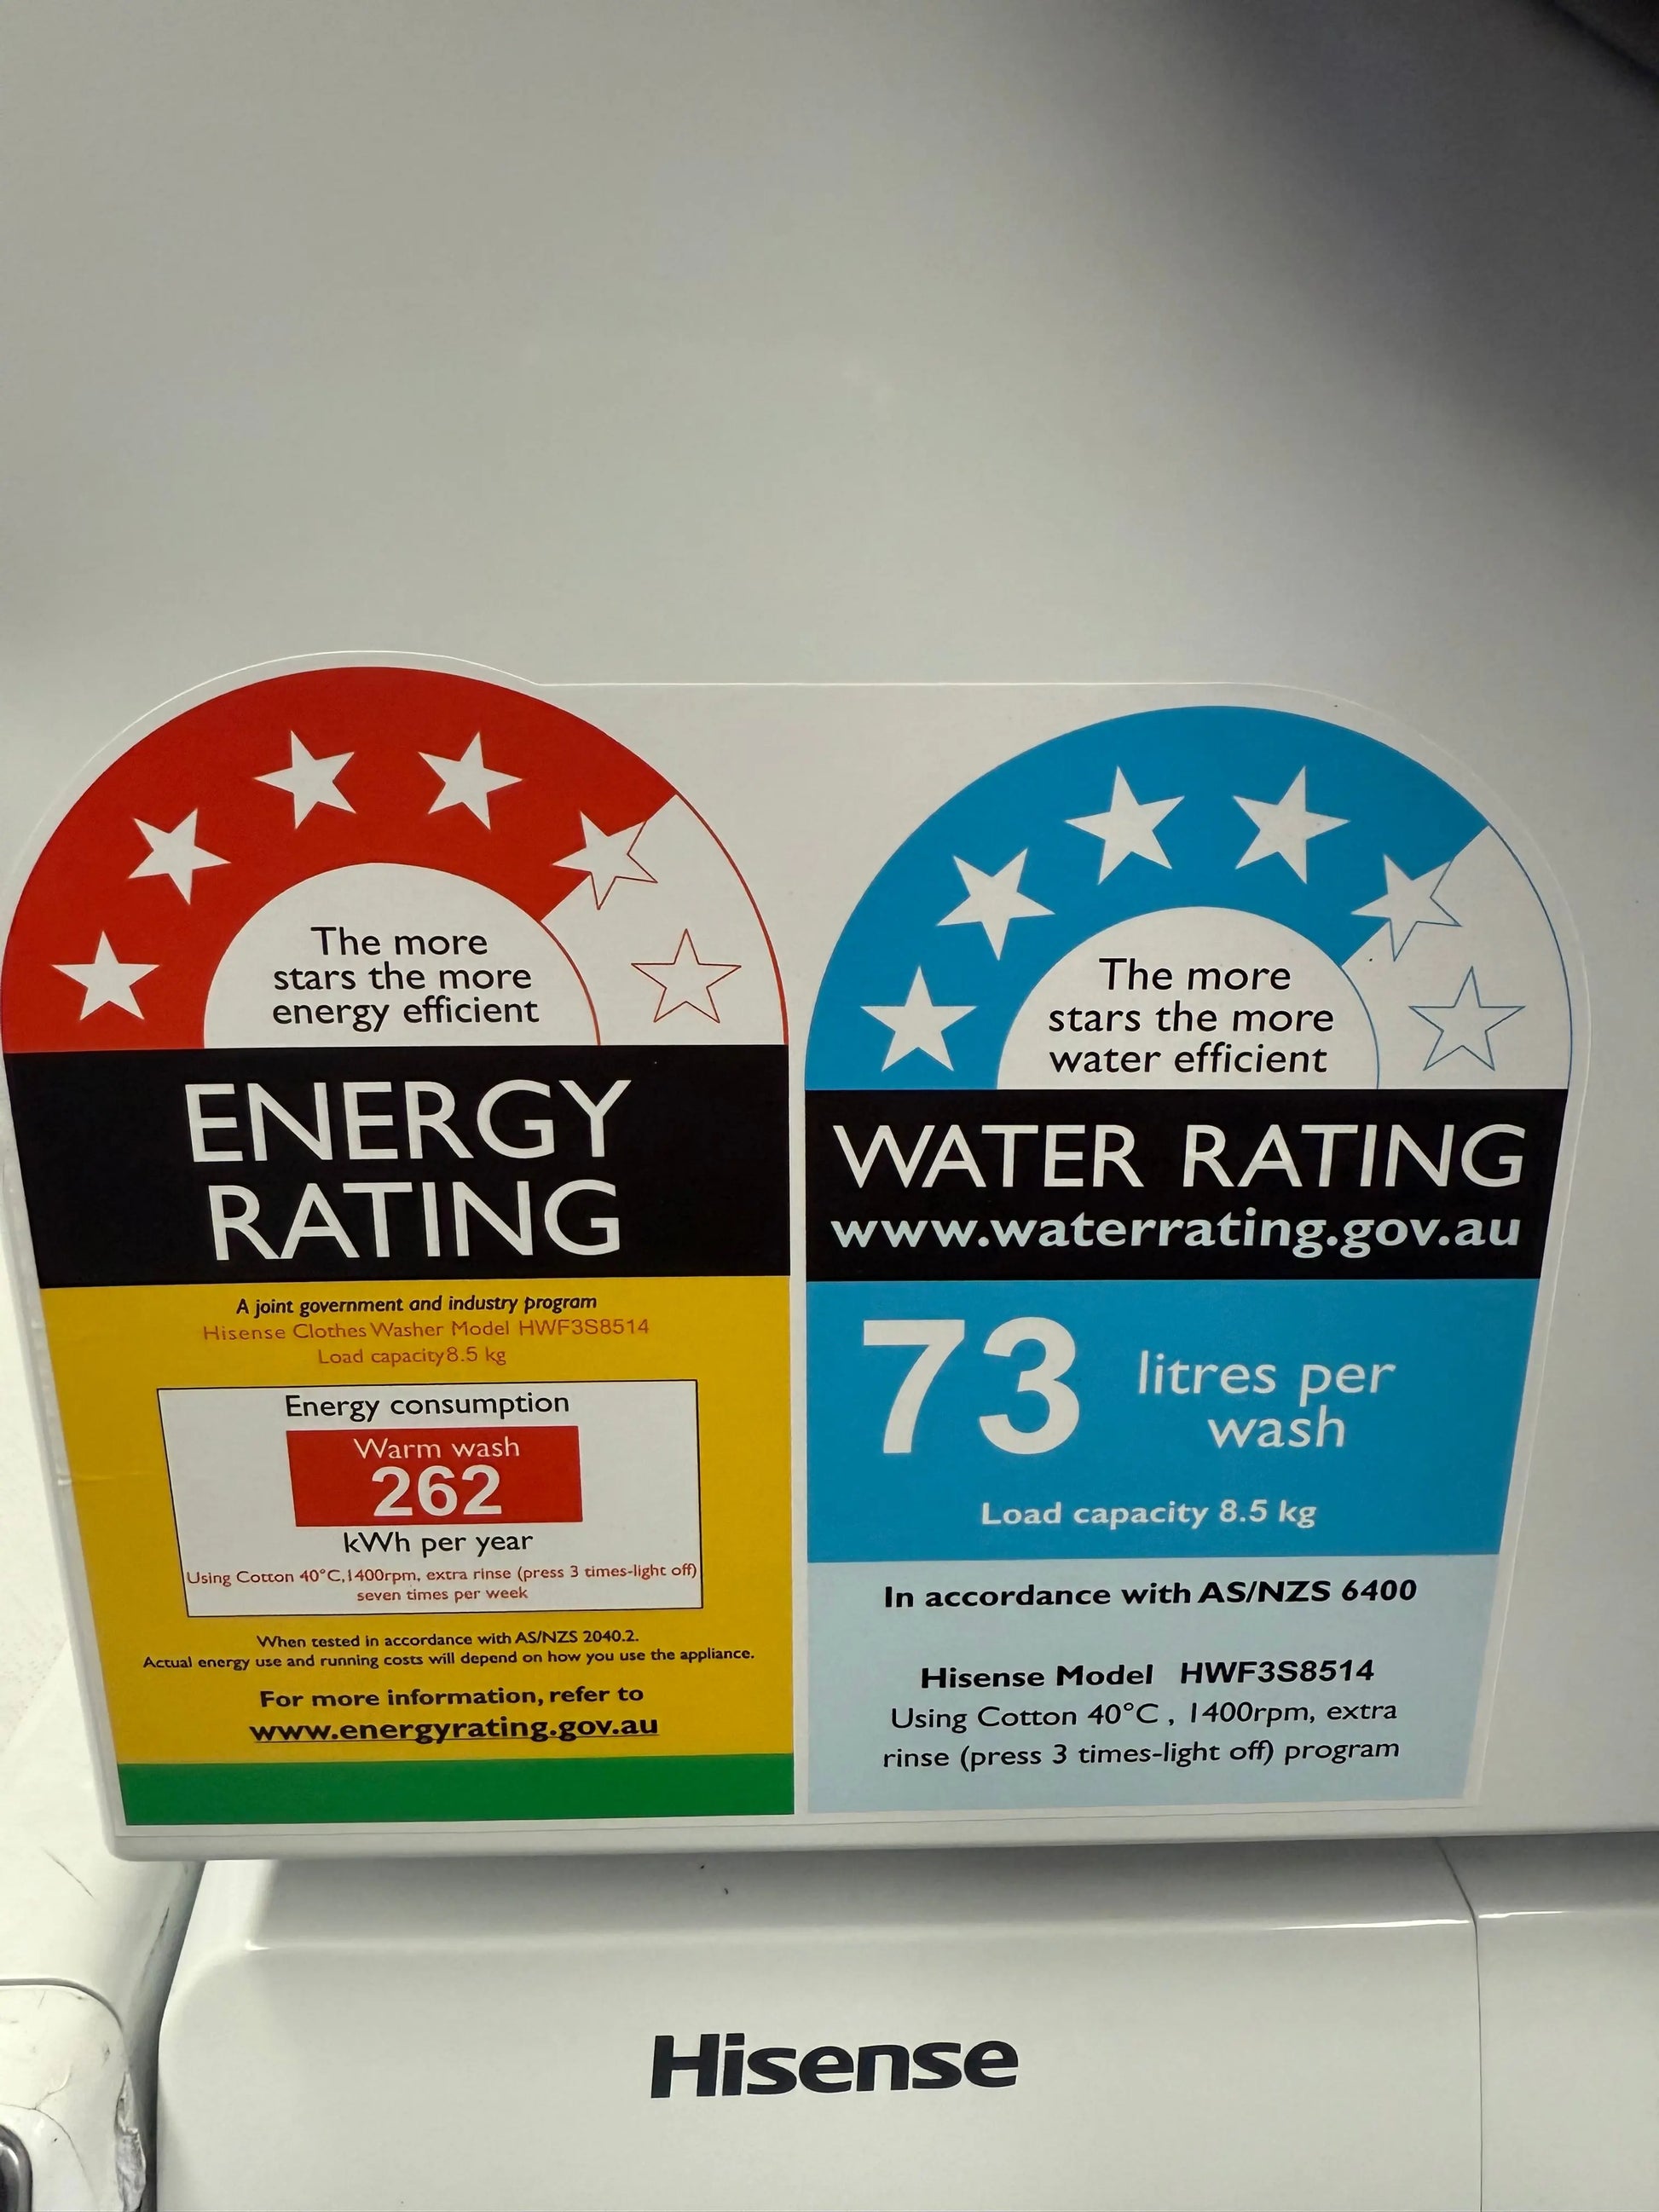 The more
stars the more
energy efficient
ENERGY
RATING
A joint government and industry program
Hisense Clothes Washer Model HWF3S8514
Load capacity8.5 kg
Energy consumption
Warm wash
262
kWh per year
Using Cotton 40°C,1400rpm, extra rinse (press 3 times-light off)
seven times per week
When tested in accordance with AS/NZS 2040.2.
Actual energy use and running costs will depend on how you use the appliance.
For more information, refer to
www.energyrating.gov.au
The more
stars the more
water efficient
WATER RATING
www.waterrating.gov.au
73 litres per
wash
Load capacity 8.5 kg
In accordance with AS/NZS 6400
Hisense Model HWF3S8514
Using Cotton 40°C , 1400rpm, extra
rinse (press 3 times-light off) program
Hisense